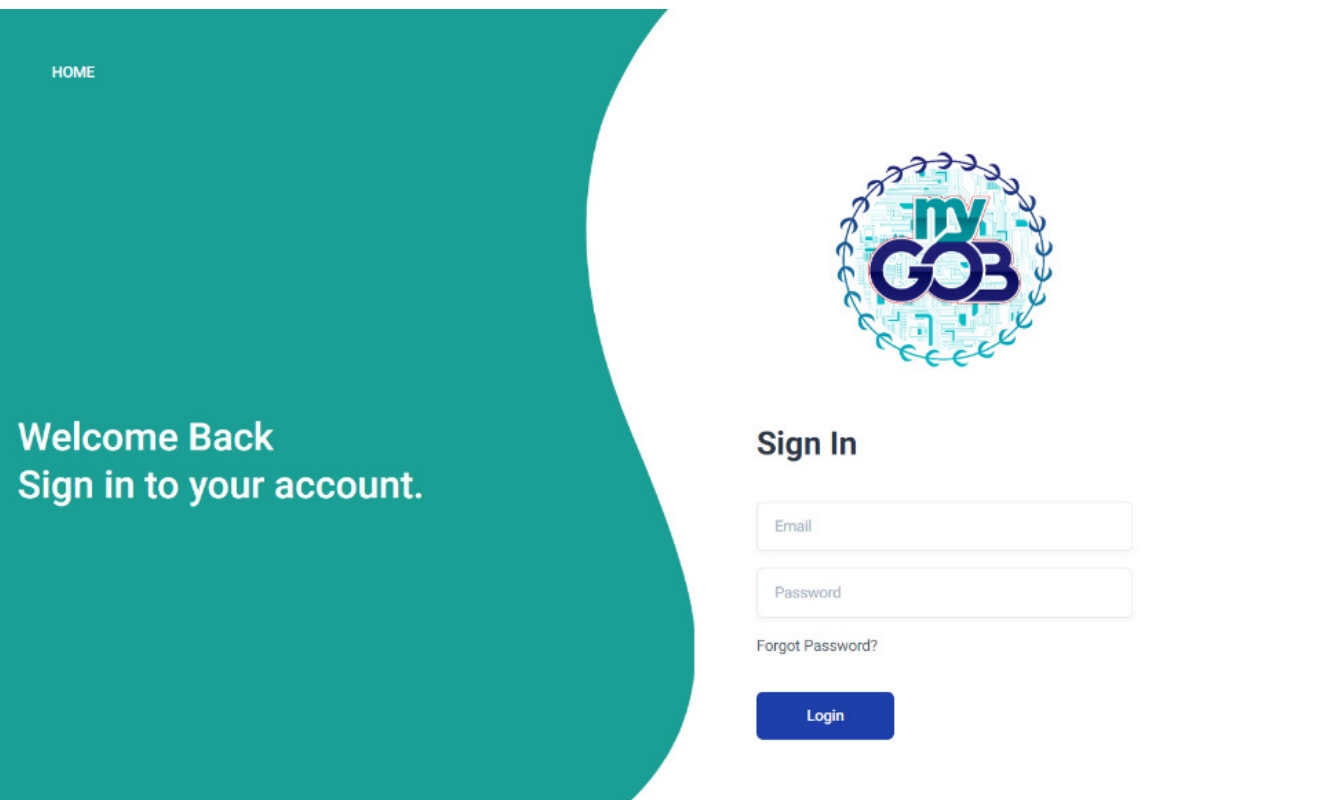 HOME
Welcome Back
Sign in to your account.
my
GOB
Sign In
Email
Password
Forgot Password?
Login